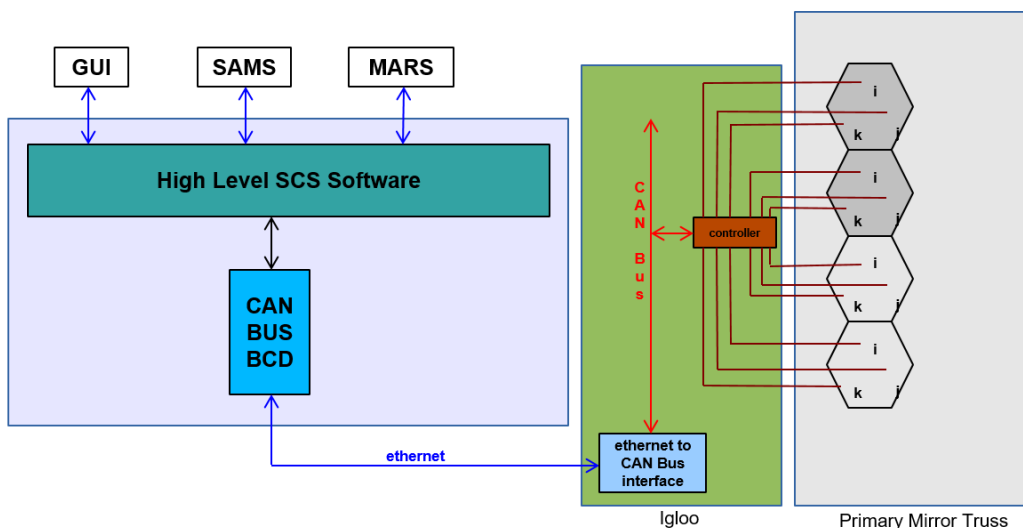 GUI
SAMS
MARS
High Level SCS Software
CAN
BUS
BCD
ethernet
C
A
N
B
u
s
controller
ethernet to
CAN Bus
interface
Igloo
i
k j
i
k j
i
k j
i
k j
Primary Mirror Truss